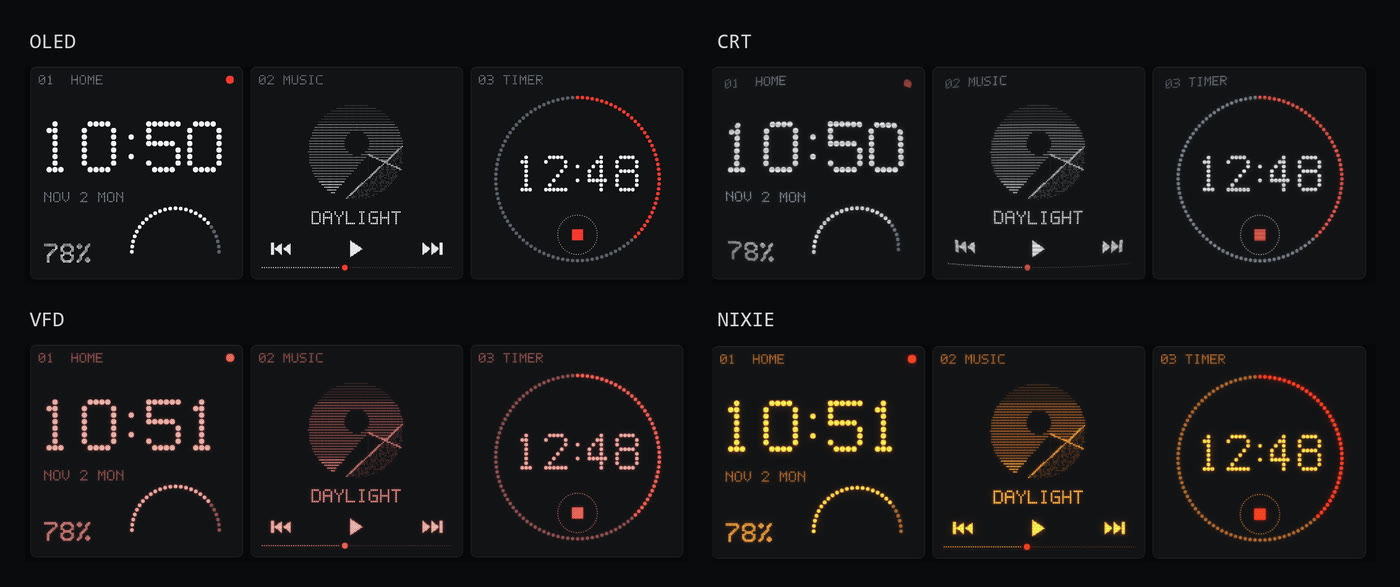 OLED
01 HOME
10:50
NOV 2 MON
78%
02 MUSIC
DAYLIGHT
03 TIMER
12:48
CRT
01 HOME
10:50
NOV 2 MON
78%
02 MUSIC
DAYLIGHT
03 TIMER
12:48
VFD
01 HOME
10:51
NOV 2 MON
78%
02 MUSIC
DAYLIGHT
03 TIMER
12:48
NIXIE
01 HOME
10:51
NOV 2 MON
78%
02 MUSIC
DAYLIGHT
03 TIMER
12:48